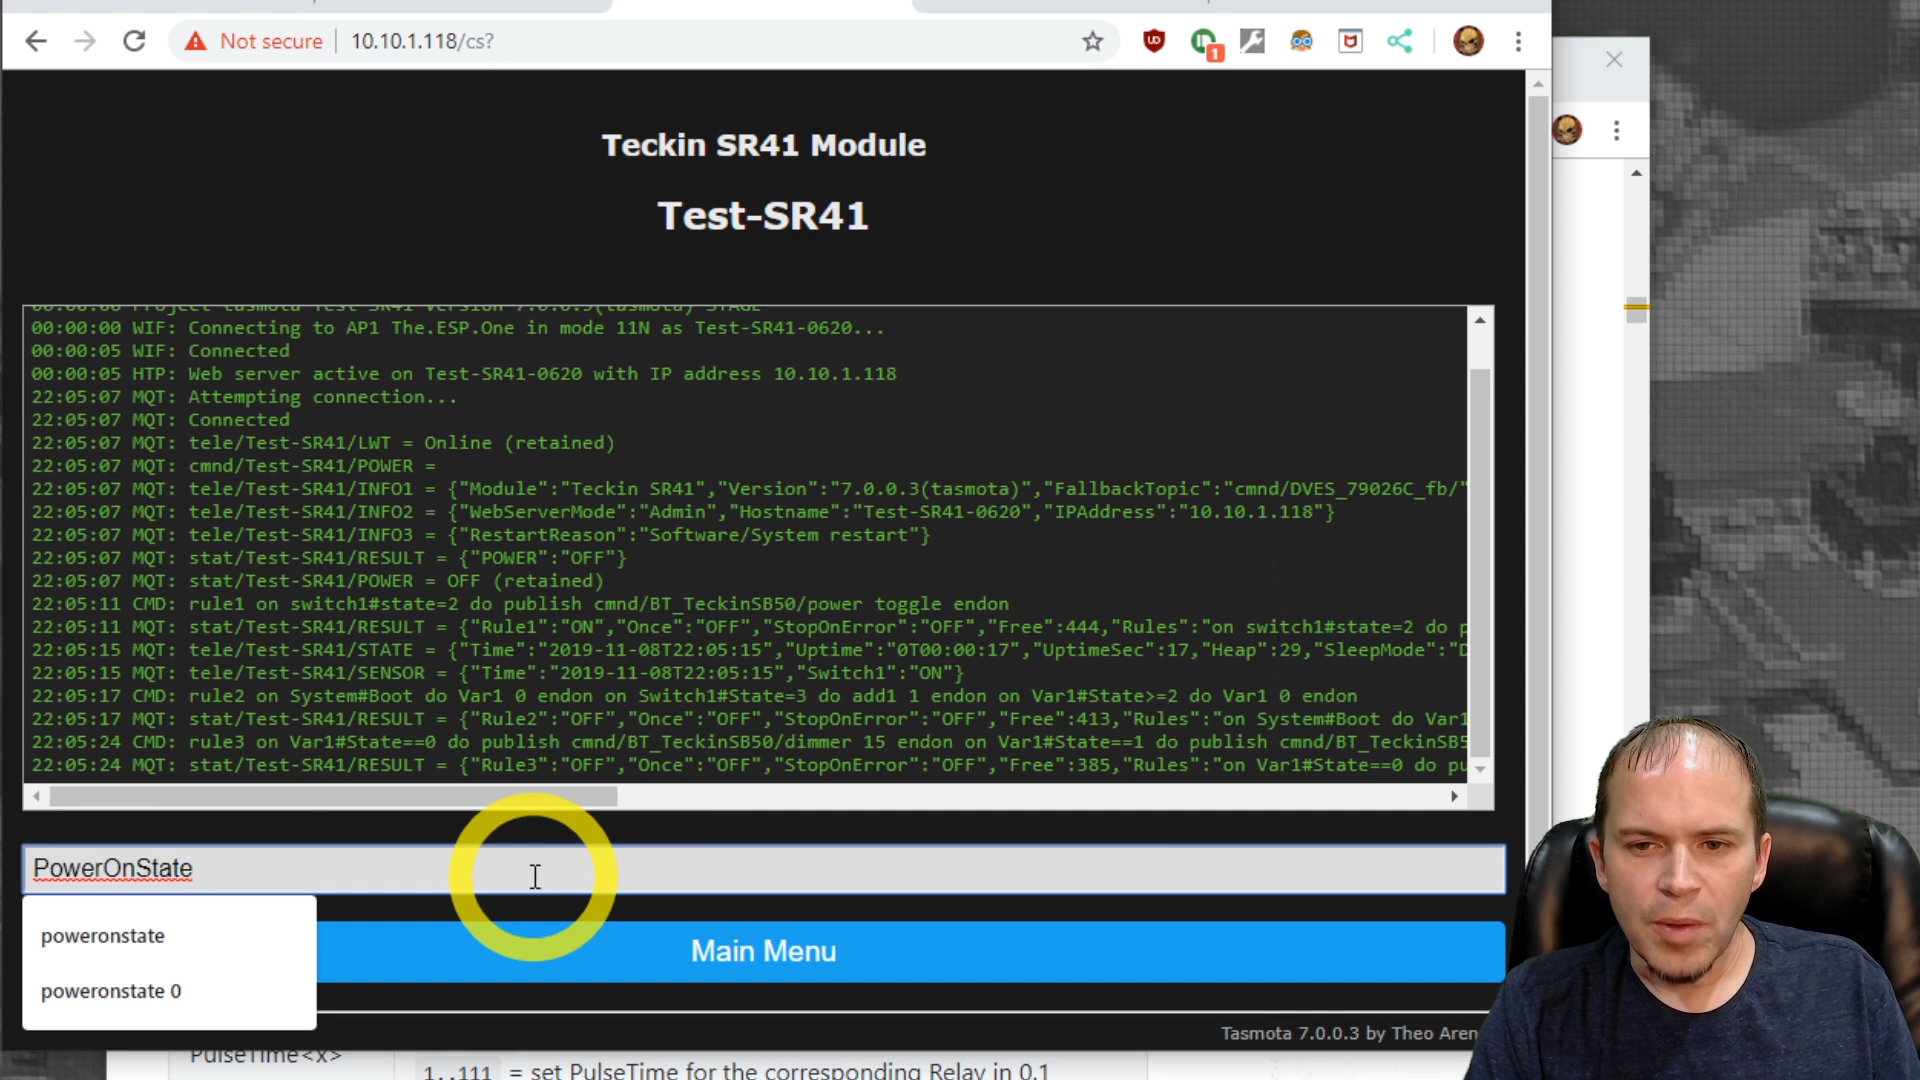 Not secure
10.10.1.118/cs?
1
Teckin SR41 Module
Test-SR41
00:00:00 Project tasmota Test-SR41 Version 7.0.0.3(tasmota)-STAGE
00:00:00 WIF: Connecting to AP1 The.ESP.One in mode 11N as Test-SR41-0620...
00:00:05 WIF: Connected
00:00:05 HTP: Web server active on Test-SR41-0620 with IP address 10.10.1.118
22:05:07 MQT: Attempting connection...
22:05:07 MQT: Connected
22:05:07 MQT: tele/Test-SR41/LWT = Online (retained)
22:05:07 MQT: cmnd/Test-SR41/POWER =
22:05:07 MQT: tele/Test-SR41/INFO1 = {"Module":"Teckin SR41","Version":"7.0.0.3(tasmota)","FallbackTopic":"cmnd/DVES_79026C_fb/"
22:05:07 MQT: tele/Test-SR41/INFO2 = {"WebServerMode":"Admin","Hostname":"Test-SR41-0620","IPAddress":"10.10.1.118"}
22:05:07 MQT: tele/Test-SR41/INFO3 = {"RestartReason":"Software/System restart"}
22:05:07 MQT: stat/Test-SR41/RESULT = {"POWER":"OFF"}
22:05:07 MQT: stat/Test-SR41/POWER = OFF (retained)
22:05:11 CMD: rule1 on switch1#state=2 do publish cmnd/BT_TeckinSB50/power toggle endon
22:05:11 MQT: stat/Test-SR41/RESULT = {"Rule1":"ON","Once":"OFF","StopOnError":"OFF","Free":444,"Rules":"on switch1#state=2 do p
22:05:15 MQT: tele/Test-SR41/STATE = {"Time":"2019-11-08T22:05:15","Uptime":"0T00:00:17","UptimeSec":17,"Heap":29,"SleepMode":"D
22:05:15 MQT: tele/Test-SR41/SENSOR = {"Time":"2019-11-08T22:05:15","Switch1":"ON"}
22:05:17 CMD: rule2 on System#Boot do Var1 0 endon on Switch1#State=3 do add1 1 endon on Var1#State>=2 do Var1 0 endon
22:05:17 MQT: stat/Test-SR41/RESULT = {"Rule2":"OFF","Once":"OFF","StopOnError":"OFF","Free":413,"Rules":"on System#Boot do Var1
22:05:24 CMD: rule3 on Var1#State==0 do publish cmnd/BT_TeckinSB50/dimmer 15 endon on Var1#State==1 do publish cmnd/BT_TeckinSB5
22:05:24 MQT: stat/Test-SR41/RESULT = {"Rule3":"OFF","Once":"OFF","StopOnError":"OFF","Free":385,"Rules":"on Var1#State==0 do pu
PowerOnState
poweronstate
poweronstate 0
Main Menu
Tasmota 7.0.0.3 by Theo Aren
PulseTime<x>
1..111 = set PulseTime for the corresponding Relay in 0.1